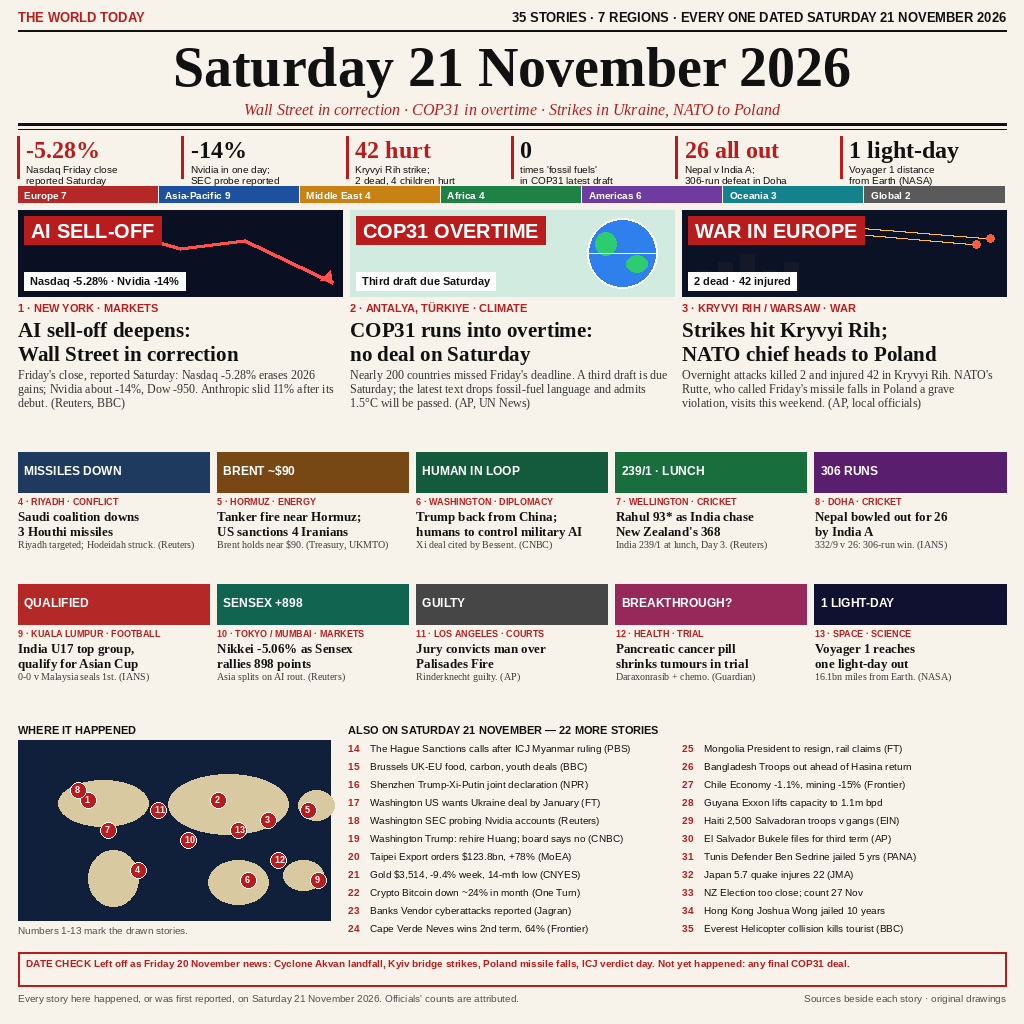 THE WORLD TODAY
35 STORIES · 7 REGIONS · EVERY ONE DATED SATURDAY 21 NOVEMBER 2026
Saturday 21 November 2026
Wall Street in correction · COP31 in overtime · Strikes in Ukraine, NATO to Poland
-5.28%
Nasdaq Friday close
reported Saturday
-14%
Nvidia in one day;
SEC probe reported
42 hurt
Kryvyi Rih strike;
2 dead, 4 children hurt
0
times 'fossil fuels'
in COP31 latest draft
26 all out
Nepal v India A;
306-run defeat in Doha
1 light-day
Voyager 1 distance
from Earth (NASA)
Europe 7
Asia-Pacific 9
Middle East 4
Africa 4
Americas 6
Oceania 3
Global 2
AI SELL-OFF
Nasdaq -5.28% · Nvidia -14%
COP31 OVERTIME
Third draft due Saturday
WAR IN EUROPE
2 dead · 42 injured
1 · NEW YORK · MARKETS
AI sell-off deepens:
Wall Street in correction
Friday's close, reported Saturday: Nasdaq -5.28% erases 2026
gains; Nvidia about -14%, Dow -950. Anthropic slid 11% after its
debut. (Reuters, BBC)
2 · ANTALYA, TÜRKIYE · CLIMATE
COP31 runs into overtime:
no deal on Saturday
Nearly 200 countries missed Friday's deadline. A third draft is due
Saturday; the latest text drops fossil-fuel language and admits
1.5°C will be passed. (AP, UN News)
3 · KRYVYI RIH / WARSAW · WAR
Strikes hit Kryvyi Rih;
NATO chief heads to Poland
Overnight attacks killed 2 and injured 42 in Kryvyi Rih. NATO's
Rutte, who called Friday's missile falls in Poland a grave
violation, visits this weekend. (AP, local officials)
MISSILES DOWN
4 · RIYADH · CONFLICT
Saudi coalition downs
3 Houthi missiles
Riyadh targeted; Hodeidah struck. (Reuters)
BRENT ~$90
5 · HORMUZ · ENERGY
Tanker fire near Hormuz;
US sanctions 4 Iranians
Brent holds near $90. (Treasury, UKMTO)
HUMAN IN LOOP
6 · WASHINGTON · DIPLOMACY
Trump back from China;
humans to control military AI
Xi deal cited by Bessent. (CNBC)
239/1 · LUNCH
7 · WELLINGTON · CRICKET
Rahul 93* as India chase
New Zealand's 368
India 239/1 at lunch, Day 3. (Reuters)
306 RUNS
8 · DOHA · CRICKET
Nepal bowled out for 26
by India A
332/9 v 26: 306-run win. (IANS)
QUALIFIED
9 · KUALA LUMPUR · FOOTBALL
India U17 top group,
qualify for Asian Cup
0-0 v Malaysia seals 1st. (IANS)
SENSEX +898
10 · TOKYO / MUMBAI · MARKETS
Nikkei -5.06% as Sensex
rallies 898 points
Asia splits on AI rout. (Reuters)
GUILTY
11 · LOS ANGELES · COURTS
Jury convicts man over
Palisades Fire
Rinderknecht guilty. (AP)
BREAKTHROUGH?
12 · HEALTH · TRIAL
Pancreatic cancer pill
shrinks tumours in trial
Daraxonrasib + chemo. (Guardian)
1 LIGHT-DAY
13 · SPACE · SCIENCE
Voyager 1 reaches
one light-day out
16.1bn miles from Earth. (NASA)
WHERE IT HAPPENED
8
1
11
2
5
7
10
13
3
4
12
6
9
Numbers 1-13 mark the drawn stories.
ALSO ON SATURDAY 21 NOVEMBER — 22 MORE STORIES
14 The Hague Sanctions calls after ICJ Myanmar ruling (PBS)
15 Brussels UK-EU food, carbon, youth deals (BBC)
16 Shenzhen Trump-Xi-Putin joint declaration (NPR)
17 Washington US wants Ukraine deal by January (FT)
18 Washington SEC probing Nvidia accounts (Reuters)
19 Washington Trump: rehire Huang; board says no (CNBC)
20 Taipei Export orders $123.8bn, +78% (MoEA)
21 Gold $3,514, -9.4% week, 14-mth low (CNYES)
22 Crypto Bitcoin down ~24% in month (One Turn)
23 Banks Vendor cyberattacks reported (Jagran)
24 Cape Verde Neves wins 2nd term, 64% (Frontier)
25 Mongolia President to resign, rail claims (FT)
26 Bangladesh Troops out ahead of Hasina return
27 Chile Economy -1.1%, mining -15% (Frontier)
28 Guyana Exxon lifts capacity to 1.1m bpd
29 Haiti 2,500 Salvadoran troops v gangs (EIN)
30 El Salvador Bukele files for third term (AP)
31 Tunis Defender Ben Sedrine jailed 5 yrs (PANA)
32 Japan 5.7 quake injures 22 (JMA)
33 NZ Election too close; count 27 Nov
34 Hong Kong Joshua Wong jailed 10 years
35 Everest Helicopter collision kills tourist (BBC)
DATE CHECK Left off as Friday 20 November news: Cyclone Akvan landfall, Kyiv bridge strikes, Poland missile falls, ICJ verdict day. Not yet happened: any final COP31 deal.
Every story here happened, or was first reported, on Saturday 21 November 2026. Officials' counts are attributed.
Sources beside each story · original drawings